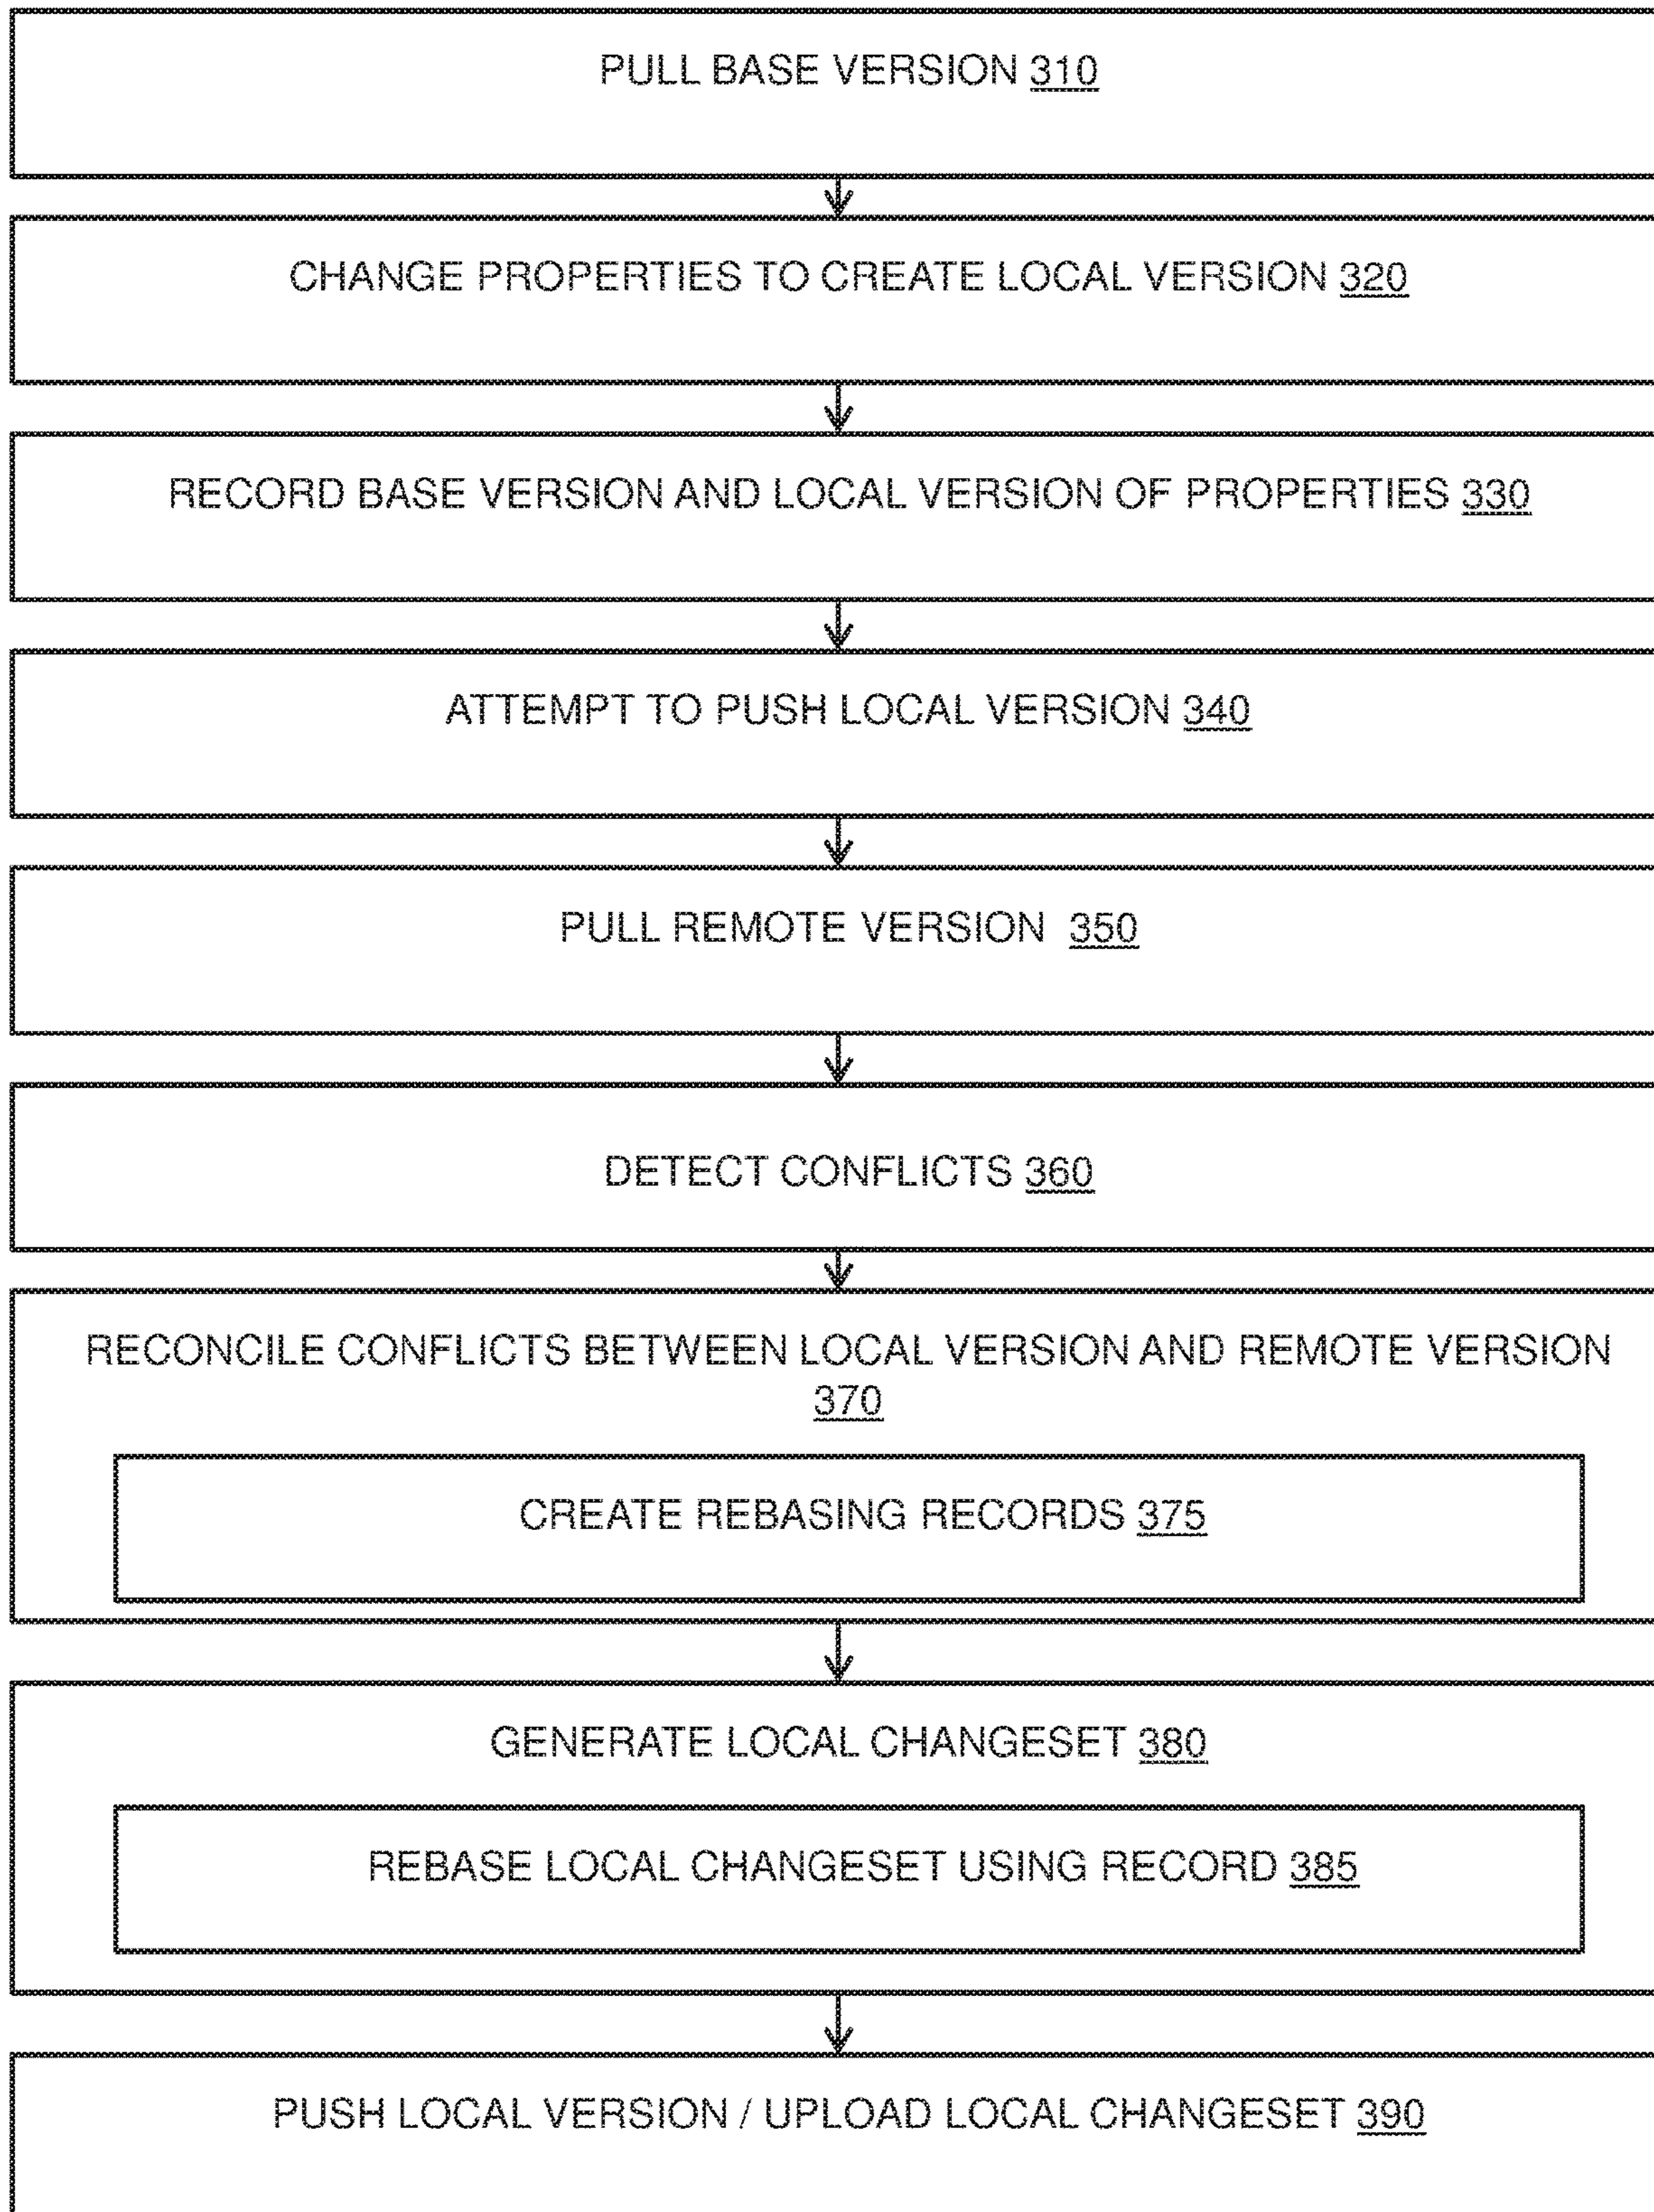 PULL BASE VERSION 310
CHANGE PROPERTIES TO CREATE LOCAL VERSION 320
RECORD BASE VERSION AND LOCAL VERSION OF PROPERTIES 330
ATTEMPT TO PUSH LOCAL VERSION 340
PULL REMOTE VERSION 350
DETECT CONFLICTS 360
RECONCILE CONFLICTS BETWEEN LOCAL VERSION AND REMOTE VERSION
370
CREATE REBASING RECORDS 375
GENERATE LOCAL CHANGESET 380
REBASE LOCAL CHANGESET USING RECORD 385
PUSH LOCAL VERSION / UPLOAD LOCAL CHANGESET 390